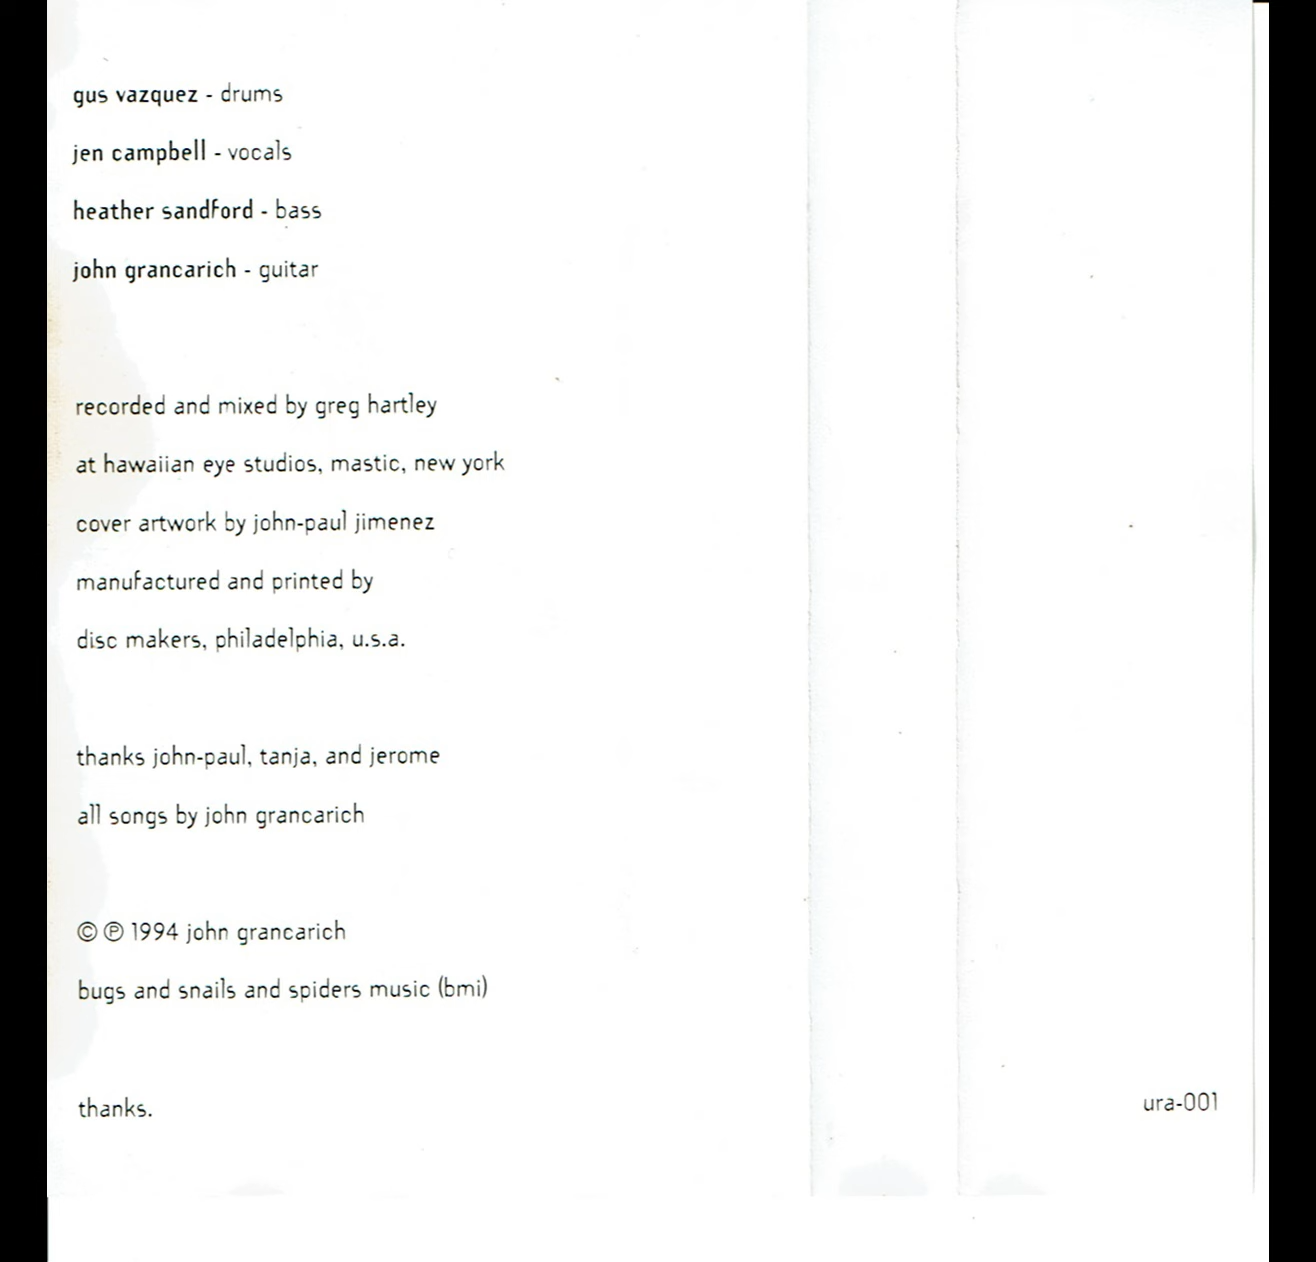 gus vazquez - drums
jen campbell - vocals
heather sandford - bass
john grancarich - guitar
recorded and mixed by greg hartley
at hawaiian eye studios, mastic, new york
cover artwork by john-paul jimenez
manufactured and printed by
disc makers, philadelphia, u.s.a.
thanks john-paul, tanja, and jerome
all songs by john grancarich
© ℗ 1994 john grancarich
bugs and snails and spiders music (bmi)
thanks.
ura-001